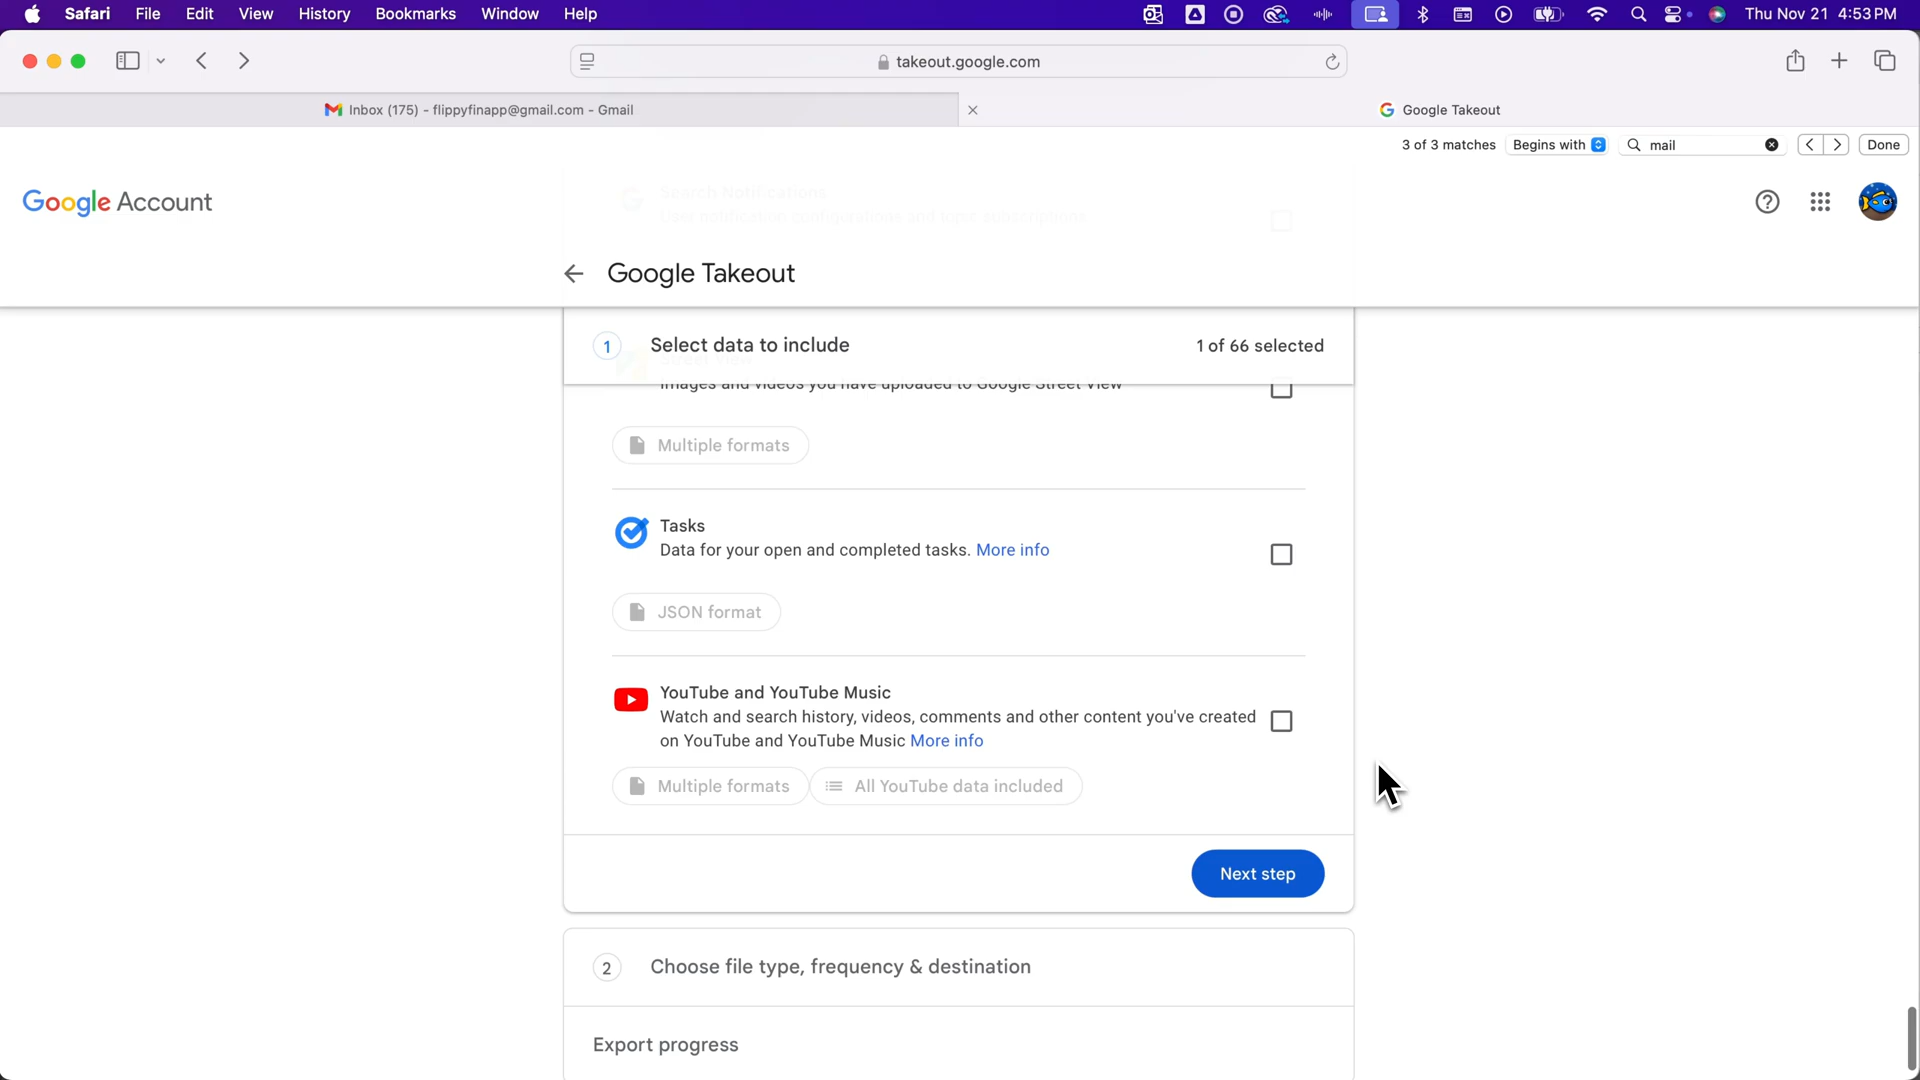 Safari File Edit View History Bookmarks Window Help Thu Nov 21 4:53 PM
takeout.google.com
Inbox (175) - flippyfinapp@gmail.com - Gmail Google Takeout
3 of 3 matches Begins with mail Done
Google Account
Search Notifications
User notification configurations and topic subscriptions
Google Takeout
1 Select data to include 1 of 66 selected
Street View
Images and videos you have uploaded to Google Street View
Multiple formats
Tasks
Data for your open and completed tasks. More info
JSON format
YouTube and YouTube Music
Watch and search history, videos, comments and other content you've created
on YouTube and YouTube Music More info
Multiple formats All YouTube data included
Next step
2 Choose file type, frequency & destination
Export progress